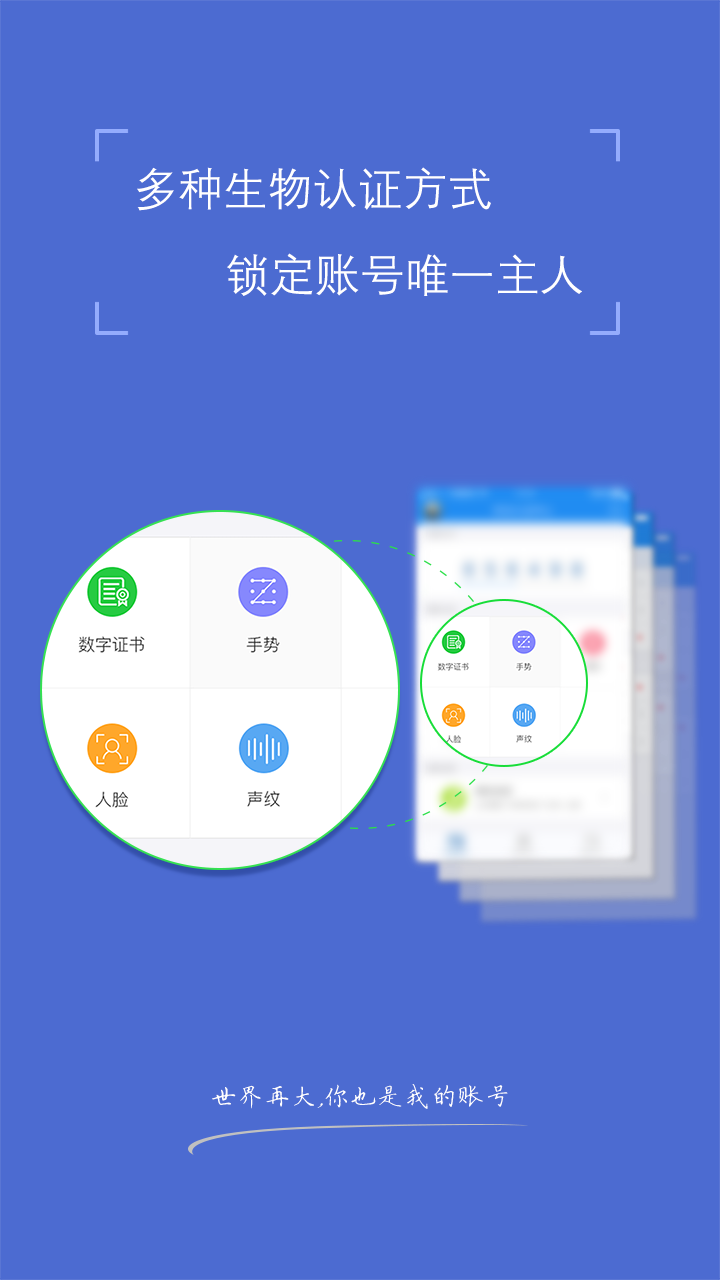 多种生物认证方式
锁定账号唯一主人
数字证书
手势
人脸
声纹
数字证书
手势
人脸
声纹
世界再大,你也是我的账号